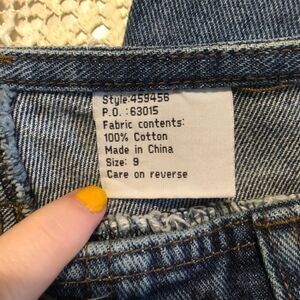 Style:459456
P.O. :63015
Fabric contents:
100% Cotton
Made in China
Size: 9
Care on reverse